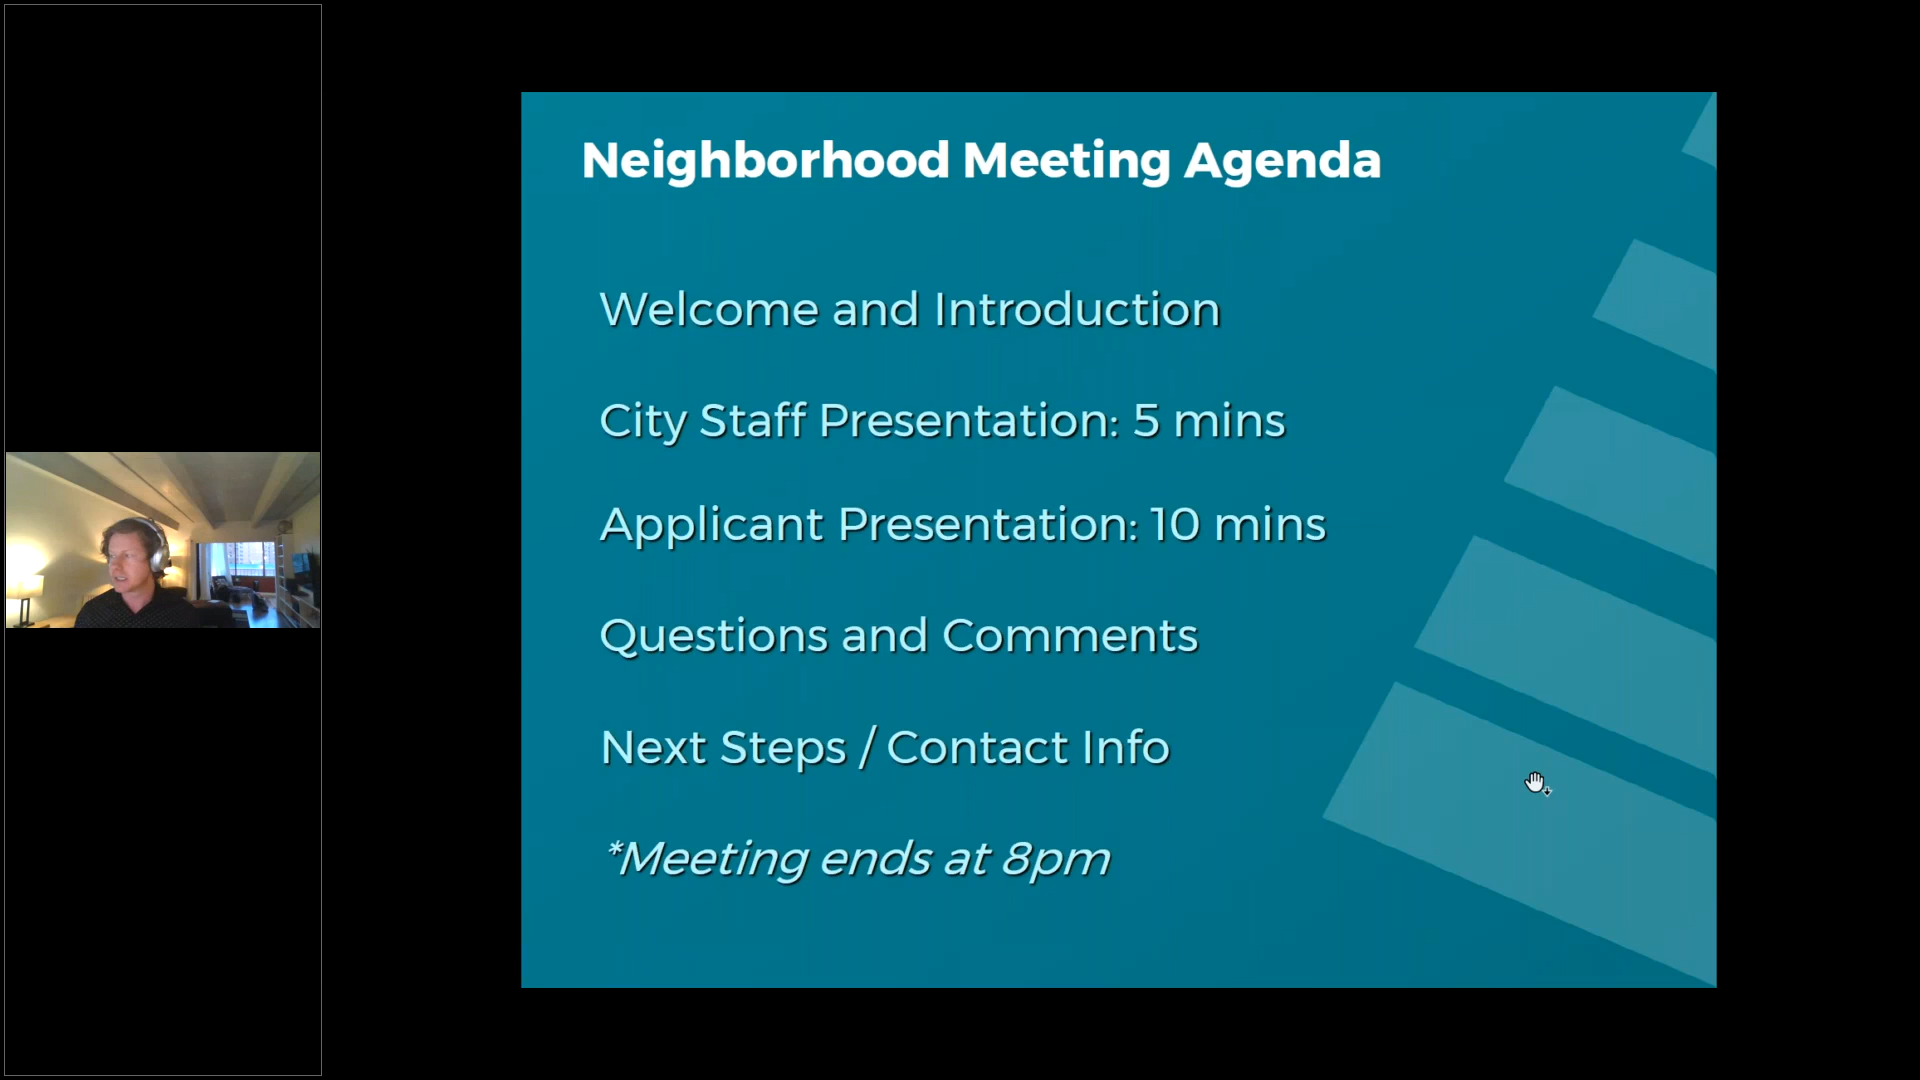 Neighborhood Meeting Agenda
Welcome and Introduction
City Staff Presentation: 5 mins
Applicant Presentation: 10 mins
Questions and Comments
Next Steps / Contact Info
*Meeting ends at 8pm